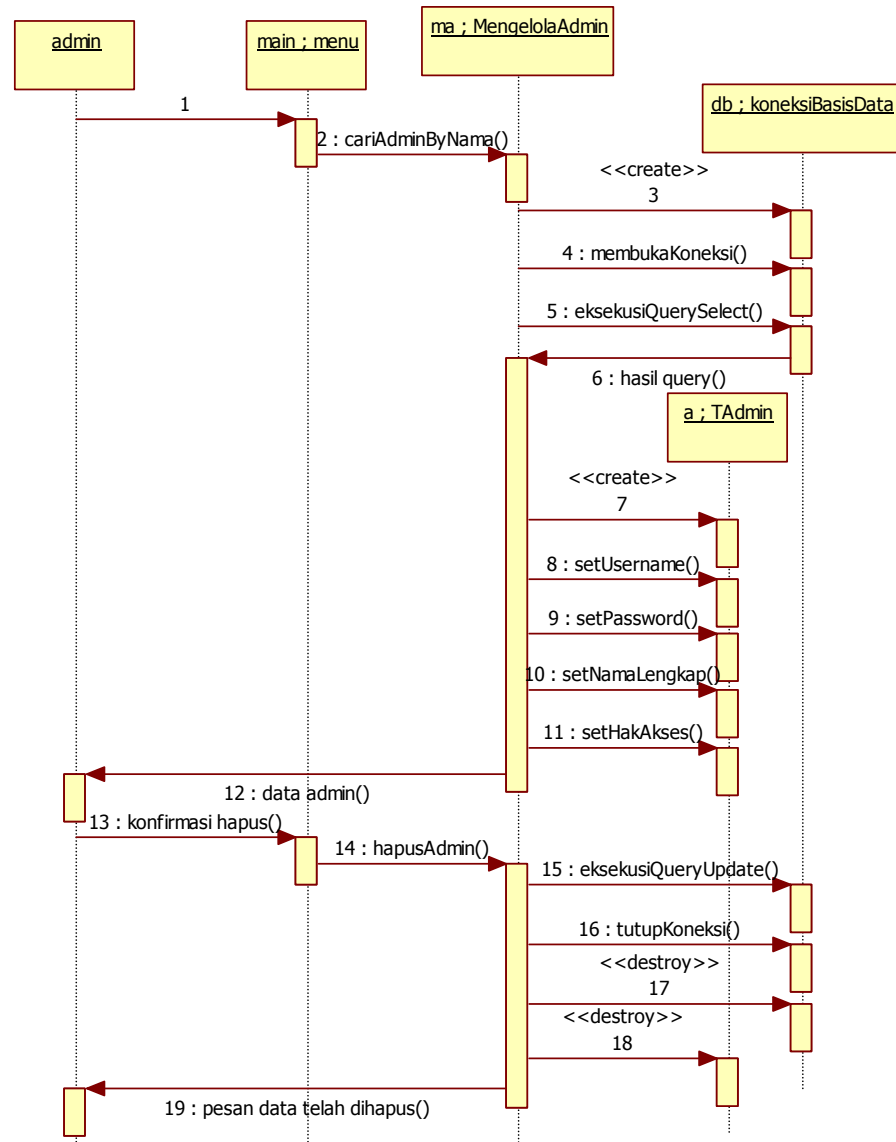 admin
main ; menu
ma ; MengelolaAdmin
db ; koneksiBasisData
1
2 : cariAdminByNama()
<<create>>
3
4 : membukaKoneksi()
5 : eksekusiQuerySelect()
6 : hasil query()
a ; TAdmin
<<create>>
7
8 : setUsername()
9 : setPassword()
10 : setNamaLengkap()
11 : setHakAkses()
12 : data admin()
13 : konfirmasi hapus()
14 : hapusAdmin()
15 : eksekusiQueryUpdate()
16 : tutupKoneksi()
<<destroy>>
17
<<destroy>>
18
19 : pesan data telah dihapus()